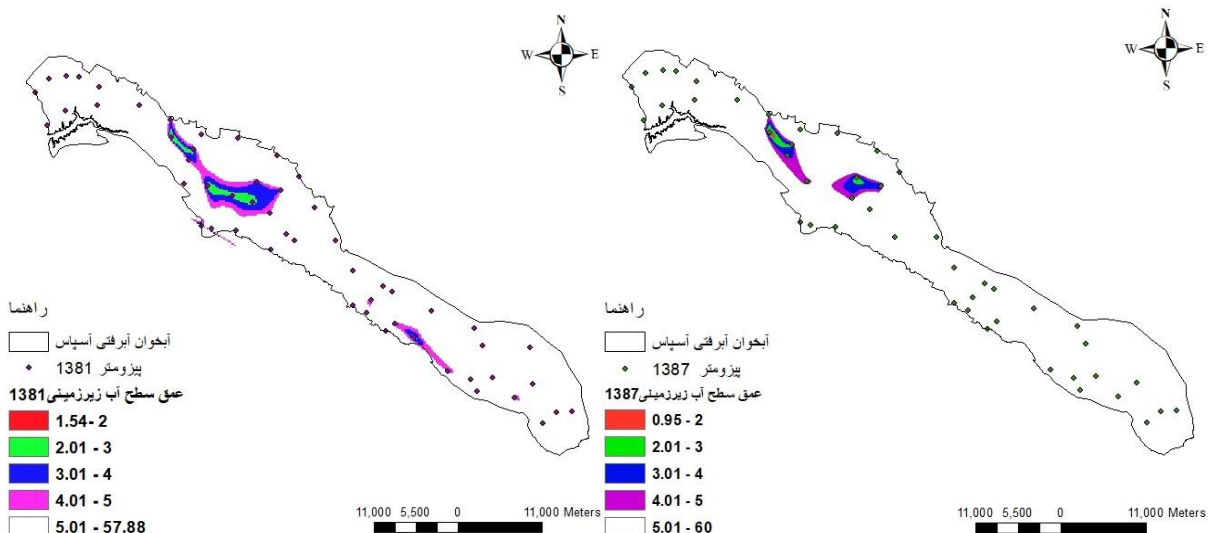 N
W E
S
راهنما
آبخوان آبرفتی آسپاس
پیزومتر 1381
عمق سطح آب زیرزمینی1381
1.54 - 2
2.01 - 3
3.01 - 4
4.01 - 5
5.01 - 57.88
11,000 5,500 0 11,000 Meters
N
W E
S
راهنما
آبخوان آبرفتی آسپاس
پیزومتر 1387
عمق سطح آب زیرزمینی1387
0.95 - 2
2.01 - 3
3.01 - 4
4.01 - 5
5.01 - 60
11,000 5,500 0 11,000 Meters